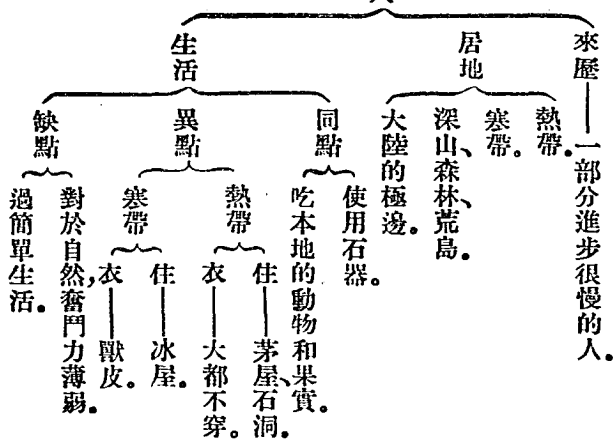 來歷
一部分進步很慢的人。
居地
熱帶。
寒帶。
深山、森林、荒島。
大陸的極邊。
生活
同點
使用石器。
吃本地的動物和果實。
異點
熱帶
住
茅屋、石洞。
衣
大都不穿。
寒帶
住
冰屋。
衣
獸皮。
缺點
對於自然，奮鬥力薄弱。
過簡單生活。